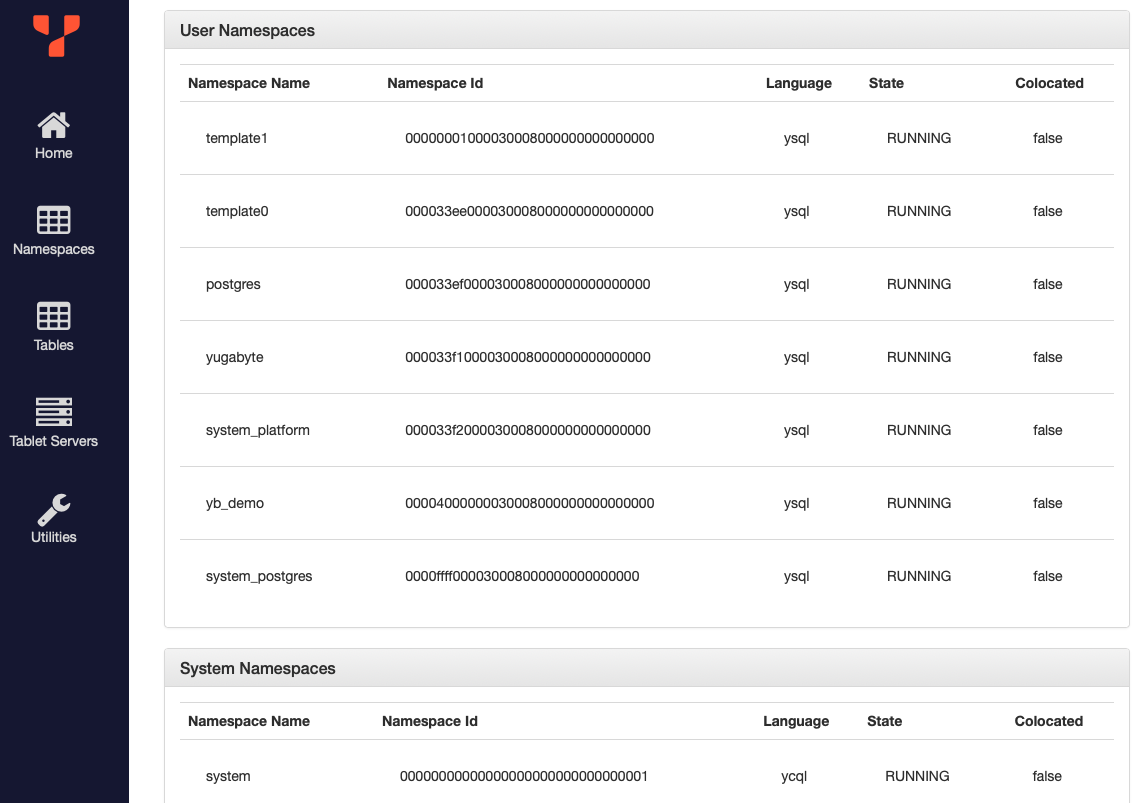 Home
Namespaces
Tables
Tablet Servers
Utilities
User Namespaces
Namespace Name Namespace Id Language State Colocated
template1 00000001000030008000000000000000 ysql RUNNING false
template0 000033ee000030008000000000000000 ysql RUNNING false
postgres 000033ef000030008000000000000000 ysql RUNNING false
yugabyte 000033f1000030008000000000000000 ysql RUNNING false
system_platform 000033f2000030008000000000000000 ysql RUNNING false
yb_demo 00004000000030008000000000000000 ysql RUNNING false
system_postgres 0000ffff000030008000000000000000 ysql RUNNING false
System Namespaces
Namespace Name Namespace Id Language State Colocated
system 00000000000000000000000000000001 ycql RUNNING false